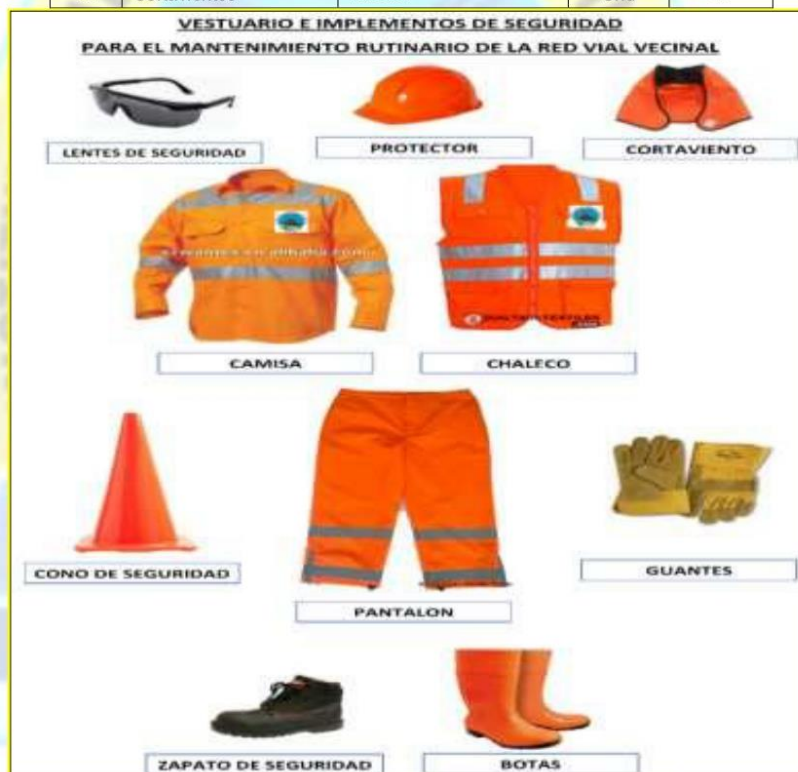 VESTUARIO E IMPLEMENTOS DE SEGURIDAD
PARA EL MANTENIMIENTO RUTINARIO DE LA RED VIAL VECINAL
LENTES DE SEGURIDAD
PROTECTOR
CORTAVIENTO
CAMISA
CHALECO
CONO DE SEGURIDAD
GUANTES
PANTALON
ZAPATO DE SEGURIDAD
BOTAS